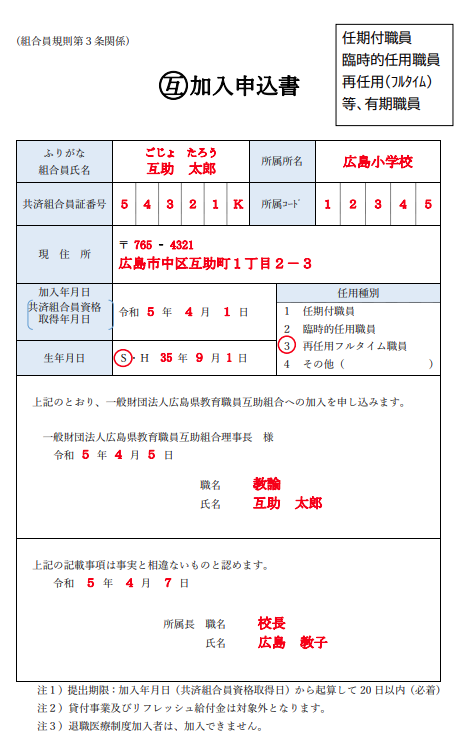 (組合員規則第３条関係)
任期付職員
臨時的任用職員
再任用(ﾌﾙﾀｲﾑ)
等、有期職員
互加入申込書
ふりがな ごじょ たろう
組合員氏名 互助 太郎 所属所名 広島小学校
共済組合員証番号 5 4 3 2 1 K 所属ｺｰﾄﾞ 1 2 3 4 5
現 住 所 〒 765 - 4321
広島市中区互助町１丁目２－３
加入年月日
共済組合員資格
取得年月日
令和 5 年 4 月 1 日
任用種別
1 任期付職員
2 臨時的任用職員
3 再任用フルタイム職員
4 その他（ ）
生年月日 S・H 35 年 9 月 1 日
上記のとおり、一般財団法人広島県教育職員互助組合への加入を申し込みます。
一般財団法人広島県教育職員互助組合理事長 様
令和 5 年 4 月 5 日
職名 教諭
氏名 互助 太郎
上記の記載事項は事実と相違ないものと認めます。
令和 5 年 4 月 7 日
所属長 職名 校長
氏名 広島 教子
注１）提出期限：加入年月日（共済組合員資格取得日）から起算して 20 日以内（必着）
注２）貸付事業及びリフレッシュ給付金は対象外となります。
注３）退職医療制度加入者は、加入できません。